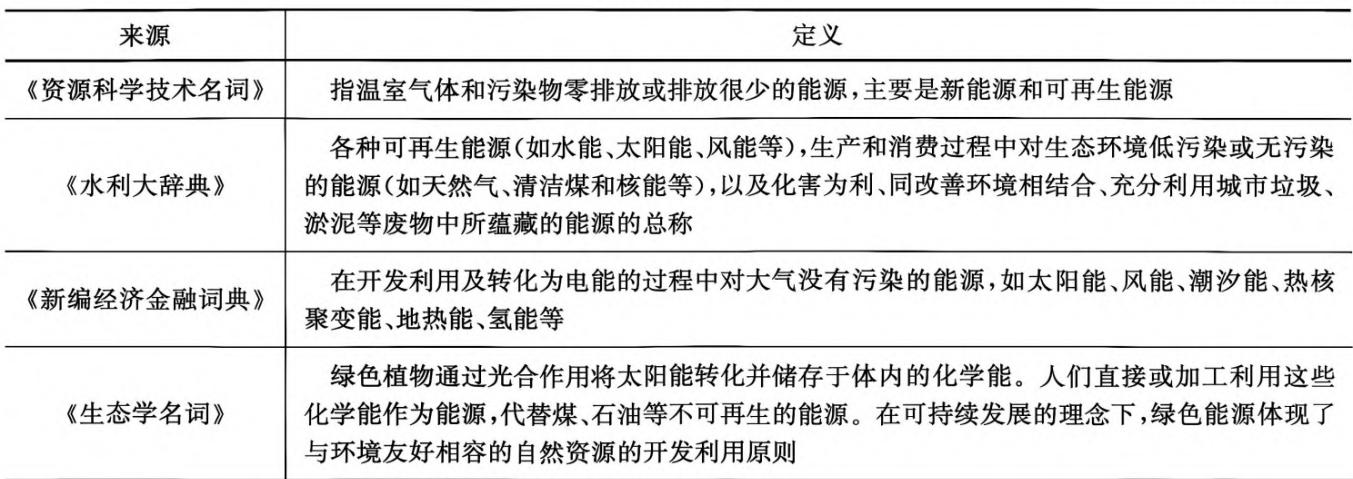 来源 定义
《资源科学技术名词》 指温室气体和污染物零排放或排放很少的能源,主要是新能源和可再生能源
各种可再生能源(如水能、太阳能、风能等),生产和消费过程中对生态环境低污染或无污染
《水利大辞典》 的能源(如天然气、清洁煤和核能等),以及化害为利、同改善环境相结合、充分利用城市垃圾、
淤泥等废物中所蕴藏的能源的总称
《新编经济金融词典》 在开发利用及转化为电能的过程中对大气没有污染的能源,如太阳能、风能、潮汐能、热核
聚变能、地热能、氢能等
绿色植物通过光合作用将太阳能转化并储存于体内的化学能。人们直接或加工利用这些
《生态学名词》 化学能作为能源,代替煤、石油等不可再生的能源。在可持续发展的理念下,绿色能源体现了
与环境友好相容的自然资源的开发利用原则